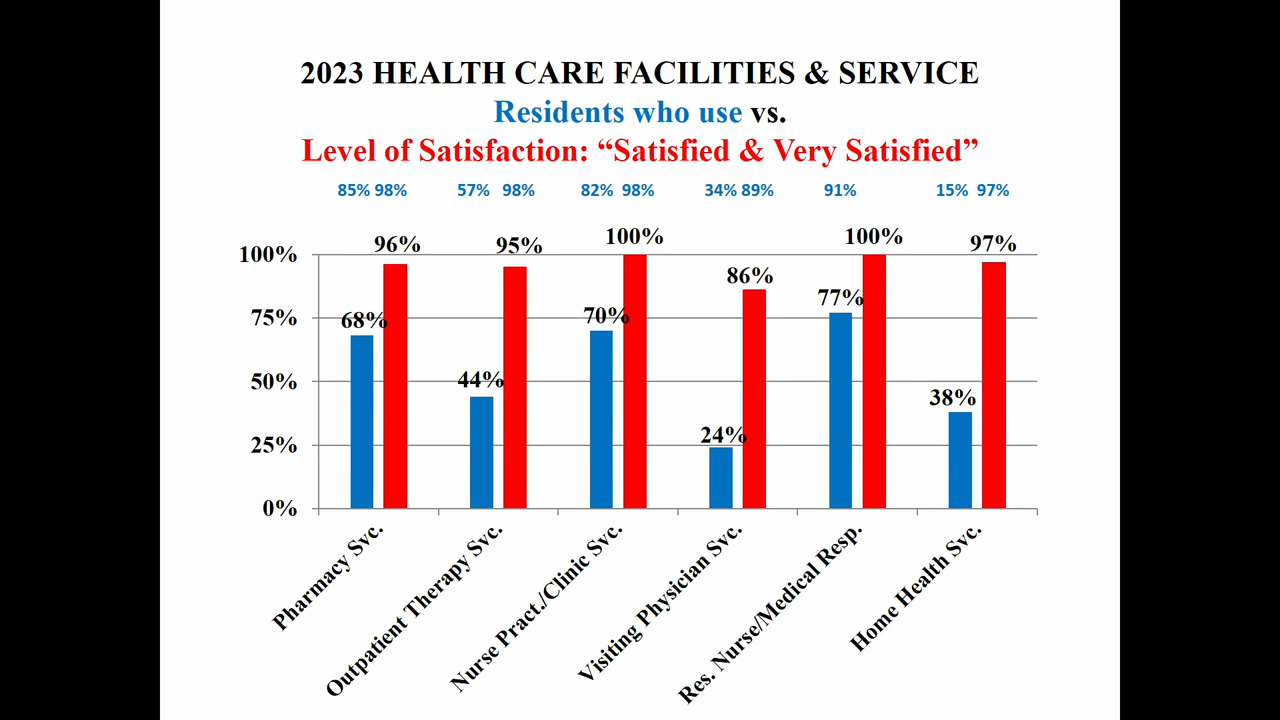 2023 HEALTH CARE FACILITIES & SERVICE
Residents who use vs.
Level of Satisfaction: “Satisfied & Very Satisfied”
85% 98% 57% 98% 82% 98% 34% 89% 91% 15% 97%
96% 95% 100% 86% 100% 97%
68% 44% 70% 24% 77% 38%
100%
75%
50%
25%
0%
Pharmacy Svc.
Outpatient Therapy Svc.
Nurse Pract./Clinic Svc.
Visiting Physician Svc.
Res. Nurse/Medical Resp.
Home Health Svc.